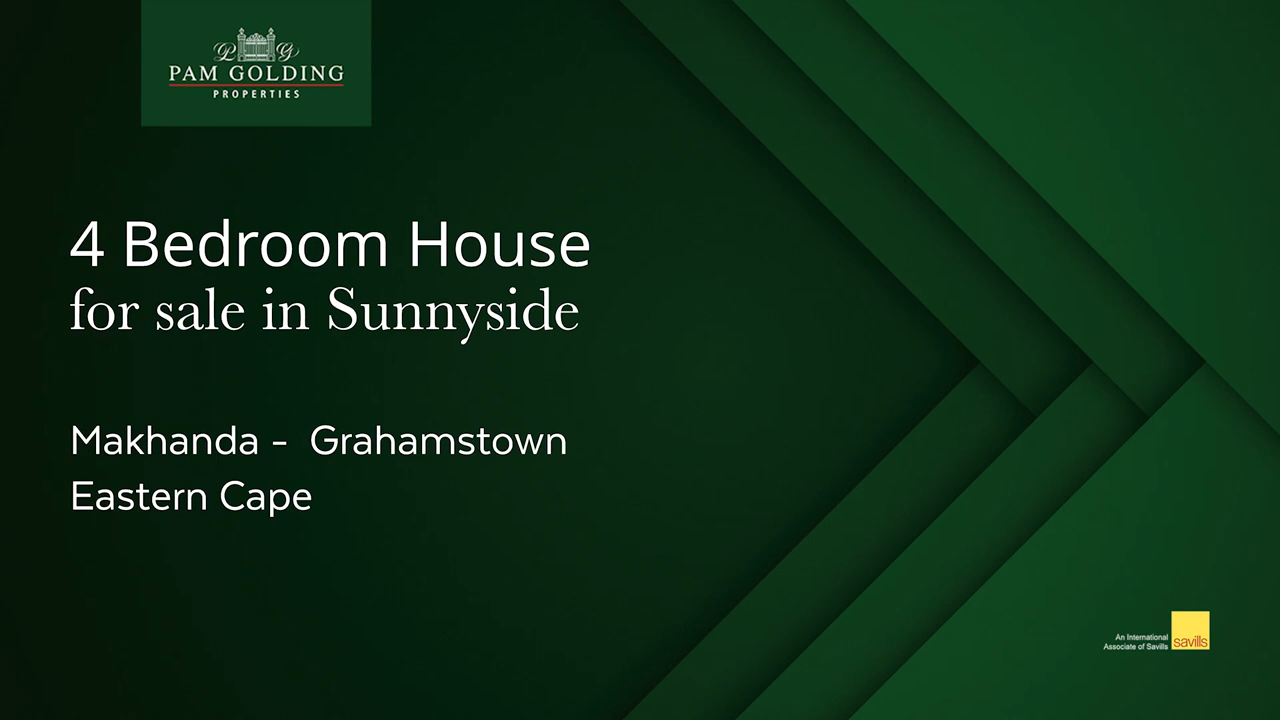 PAM GOLDING
PROPERTIES
4 Bedroom House
for sale in Sunnyside
Makhanda - Grahamstown
Eastern Cape
An International
Associate of Savills
savills